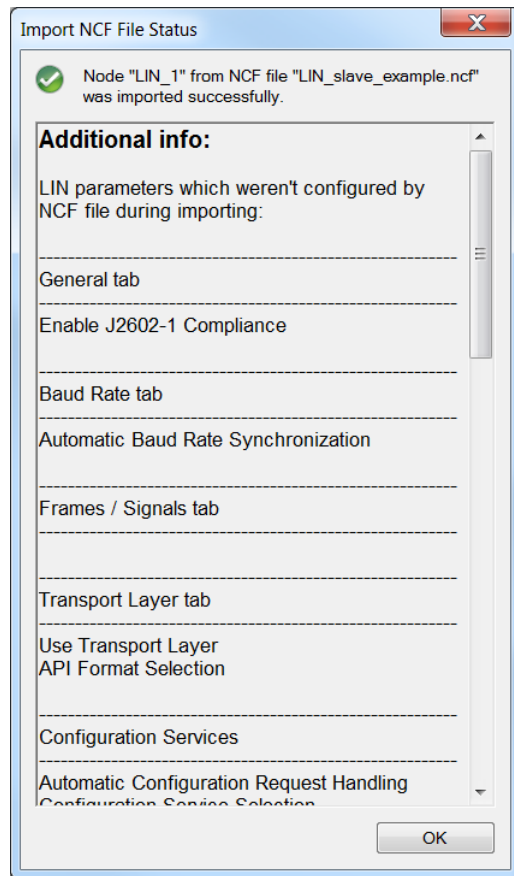 Import NCF File Status
Node "LIN_1" from NCF file "LIN_slave_example.ncf"
was imported successfully.
Additional info:
LIN parameters which weren't configured by
NCF file during importing:
----------------------------------------------------------
General tab
----------------------------------------------------------
Enable J2602-1 Compliance
----------------------------------------------------------
Baud Rate tab
----------------------------------------------------------
Automatic Baud Rate Synchronization
----------------------------------------------------------
Frames / Signals tab
----------------------------------------------------------
----------------------------------------------------------
Transport Layer tab
----------------------------------------------------------
Use Transport Layer
API Format Selection
----------------------------------------------------------
Configuration Services
----------------------------------------------------------
Automatic Configuration Request Handling
Configuration Service Selection
OK